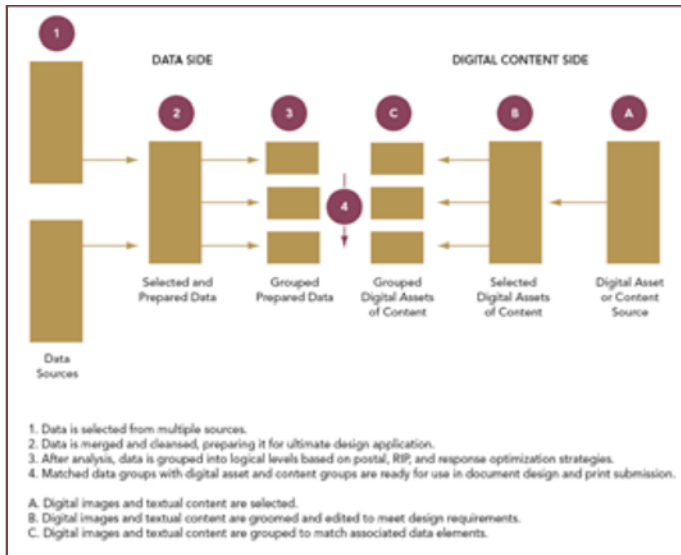 1
DATA SIDE
DIGITAL CONTENT SIDE
2
3
C
B
A
4
Selected and
Prepared Data
Grouped
Prepared Data
Grouped
Digital Assets
of Content
Selected
Digital Assets
of Content
Digital Asset
or Content
Source
Data
Sources
1. Data is selected from multiple sources.
2. Data is merged and cleansed, preparing it for ultimate design application.
3. After analysis, data is grouped into logical levels based on postal, RIP, and response optimization strategies.
4. Matched data groups with digital asset and content groups are ready for use in document design and print submission.
A. Digital images and textual content are selected.
B. Digital images and textual content are groomed and edited to meet design requirements.
C. Digital images and textual content are grouped to match associated data elements.